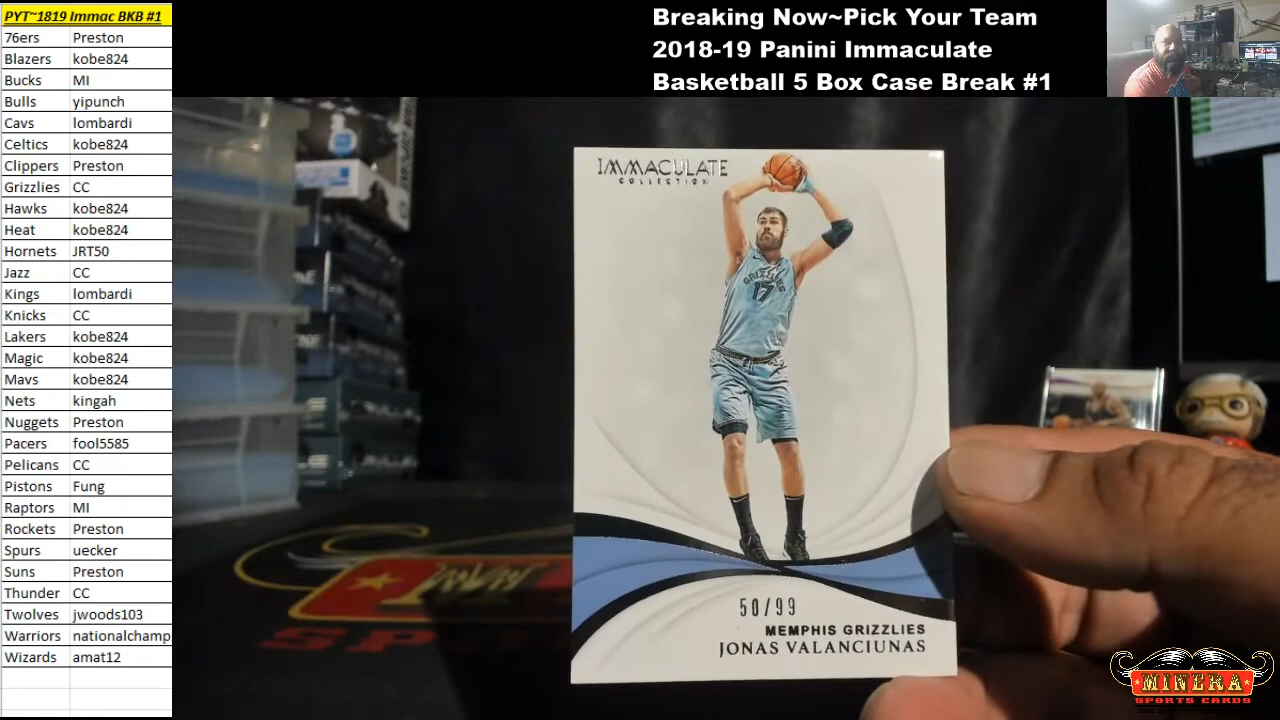 PYT~1819 Immac BKB #1
76ers Preston
Blazers kobe824
Bucks MI
Bulls yipunch
Cavs lombardi
Celtics kobe824
Clippers Preston
Grizzlies CC
Hawks kobe824
Heat kobe824
Hornets JRT50
Jazz CC
Kings lombardi
Knicks CC
Lakers kobe824
Magic kobe824
Mavs kobe824
Nets kingah
Nuggets Preston
Pacers fool5585
Pelicans CC
Pistons Fung
Raptors MI
Rockets Preston
Spurs uecker
Suns Preston
Thunder CC
Twolves jwoods103
Warriors nationalchamp
Wizards amat12
Breaking Now~Pick Your Team
2018-19 Panini Immaculate
Basketball 5 Box Case Break #1
IMMACULATE
COLLECTION
GRIZZLIES
17
50/99
MEMPHIS GRIZZLIES
JONAS VALANCIUNAS
MINERA
SPORTS CARDS